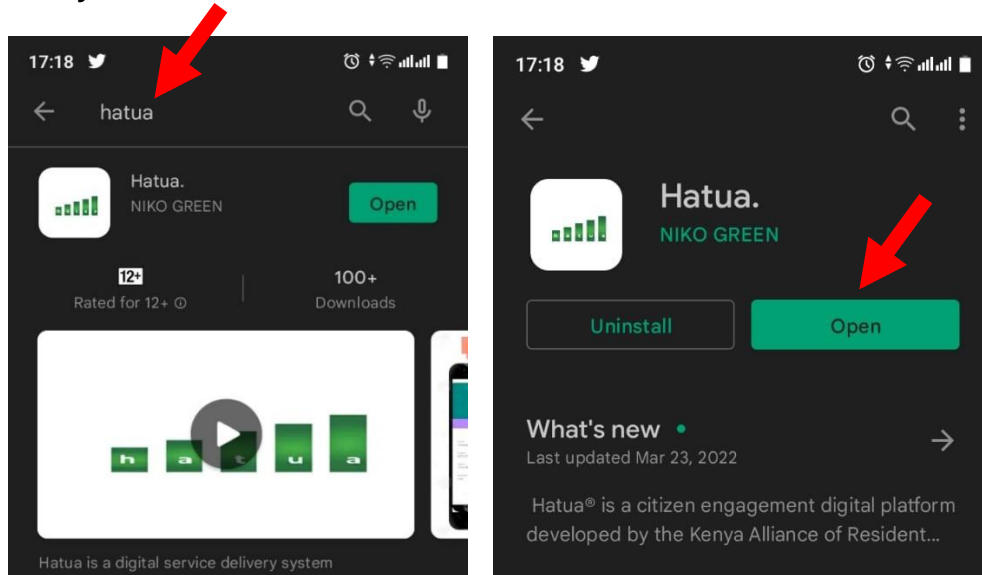 17:18
hatua
Hatua.
NIKO GREEN
Open
12+
Rated for 12+
100+
Downloads
h a t u a
Hatua is a digital service delivery system
17:18
Hatua.
NIKO GREEN
Uninstall
Open
What's new
Last updated Mar 23, 2022
Hatua® is a citizen engagement digital platform
developed by the Kenya Alliance of Resident...